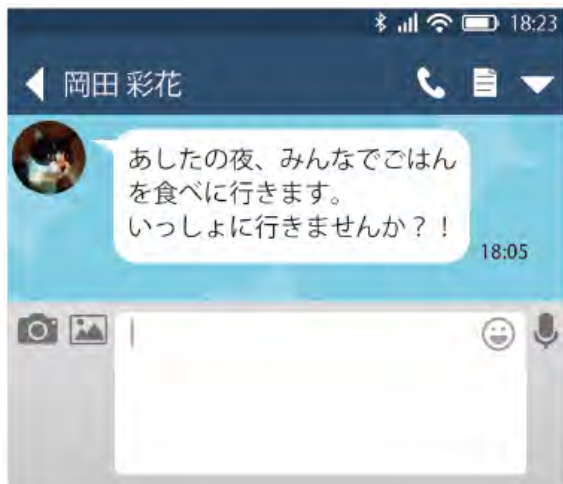 18:23
岡田 彩花
あしたの夜、みんなでごはん
を食べに行きます。
いっしょに行きませんか？！
18:05